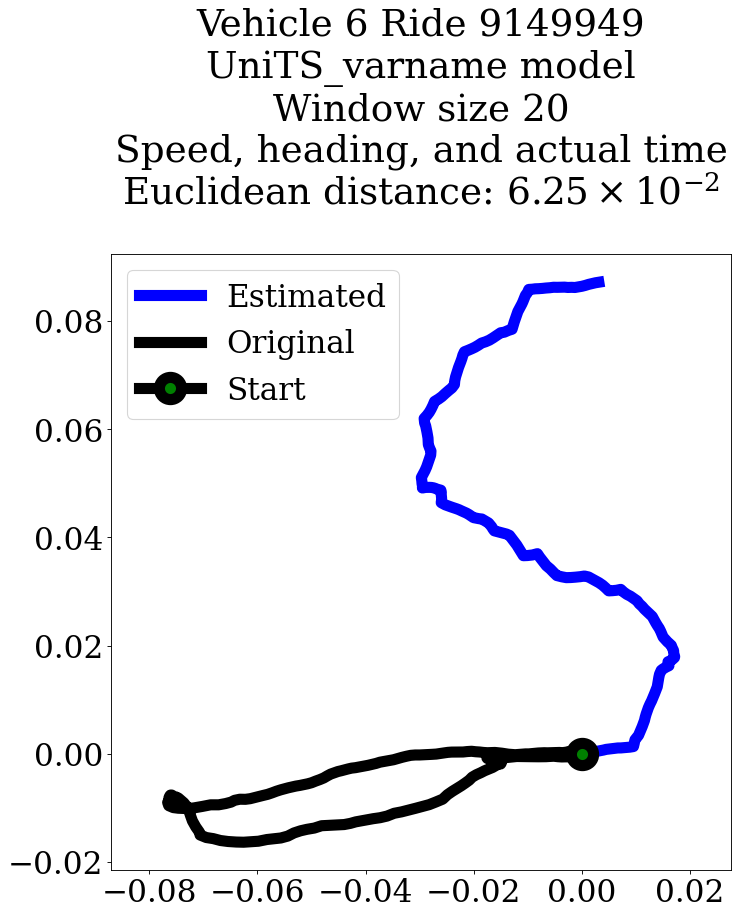 Vehicle 6 Ride 9149949
UniTS_varname model
Window size 20
Speed, heading, and actual time
Euclidean distance: 6.25 × 10⁻²
Estimated
Original
Start
0.08
0.06
0.04
0.02
0.00
−0.02
−0.08 −0.06 −0.04 −0.02 0.00 0.02